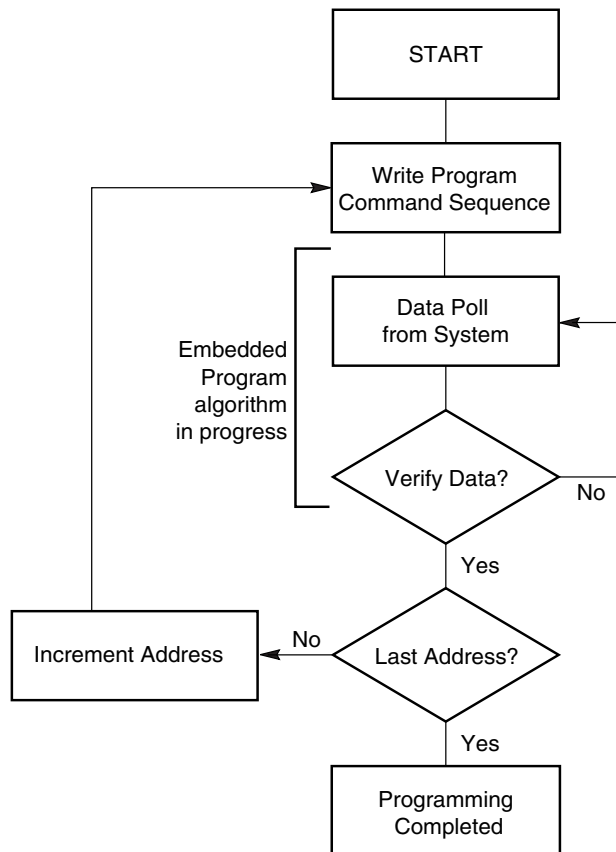 START
Write Program
Command Sequence
Data Poll
from System
Embedded
Program
algorithm
in progress
Verify Data?
No
Yes
No
Increment Address
Last Address?
Yes
Programming
Completed